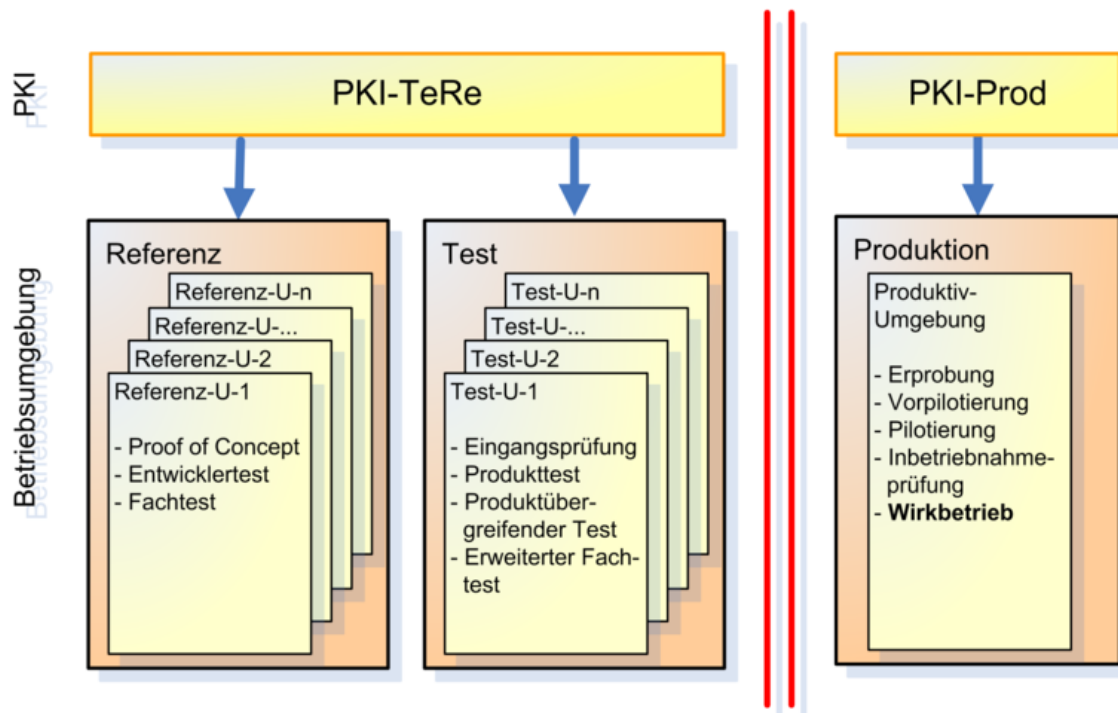 PKI
PKI-TeRe
PKI-Prod
Betriebsumgebung
Referenz
Referenz-U-n
Referenz-U-...
Referenz-U-2
Referenz-U-1
- Proof of Concept
- Entwicklertest
- Fachtest
Test
Test-U-n
Test-U-...
Test-U-2
Test-U-1
- Eingangsprüfung
- Produkttest
- Produktüber-
greifender Test
- Erweiterter Fach-
test
Produktion
Produktiv-
Umgebung
- Erprobung
- Vorpilotierung
- Pilotierung
- Inbetriebnahme-
prüfung
- Wirkbetrieb